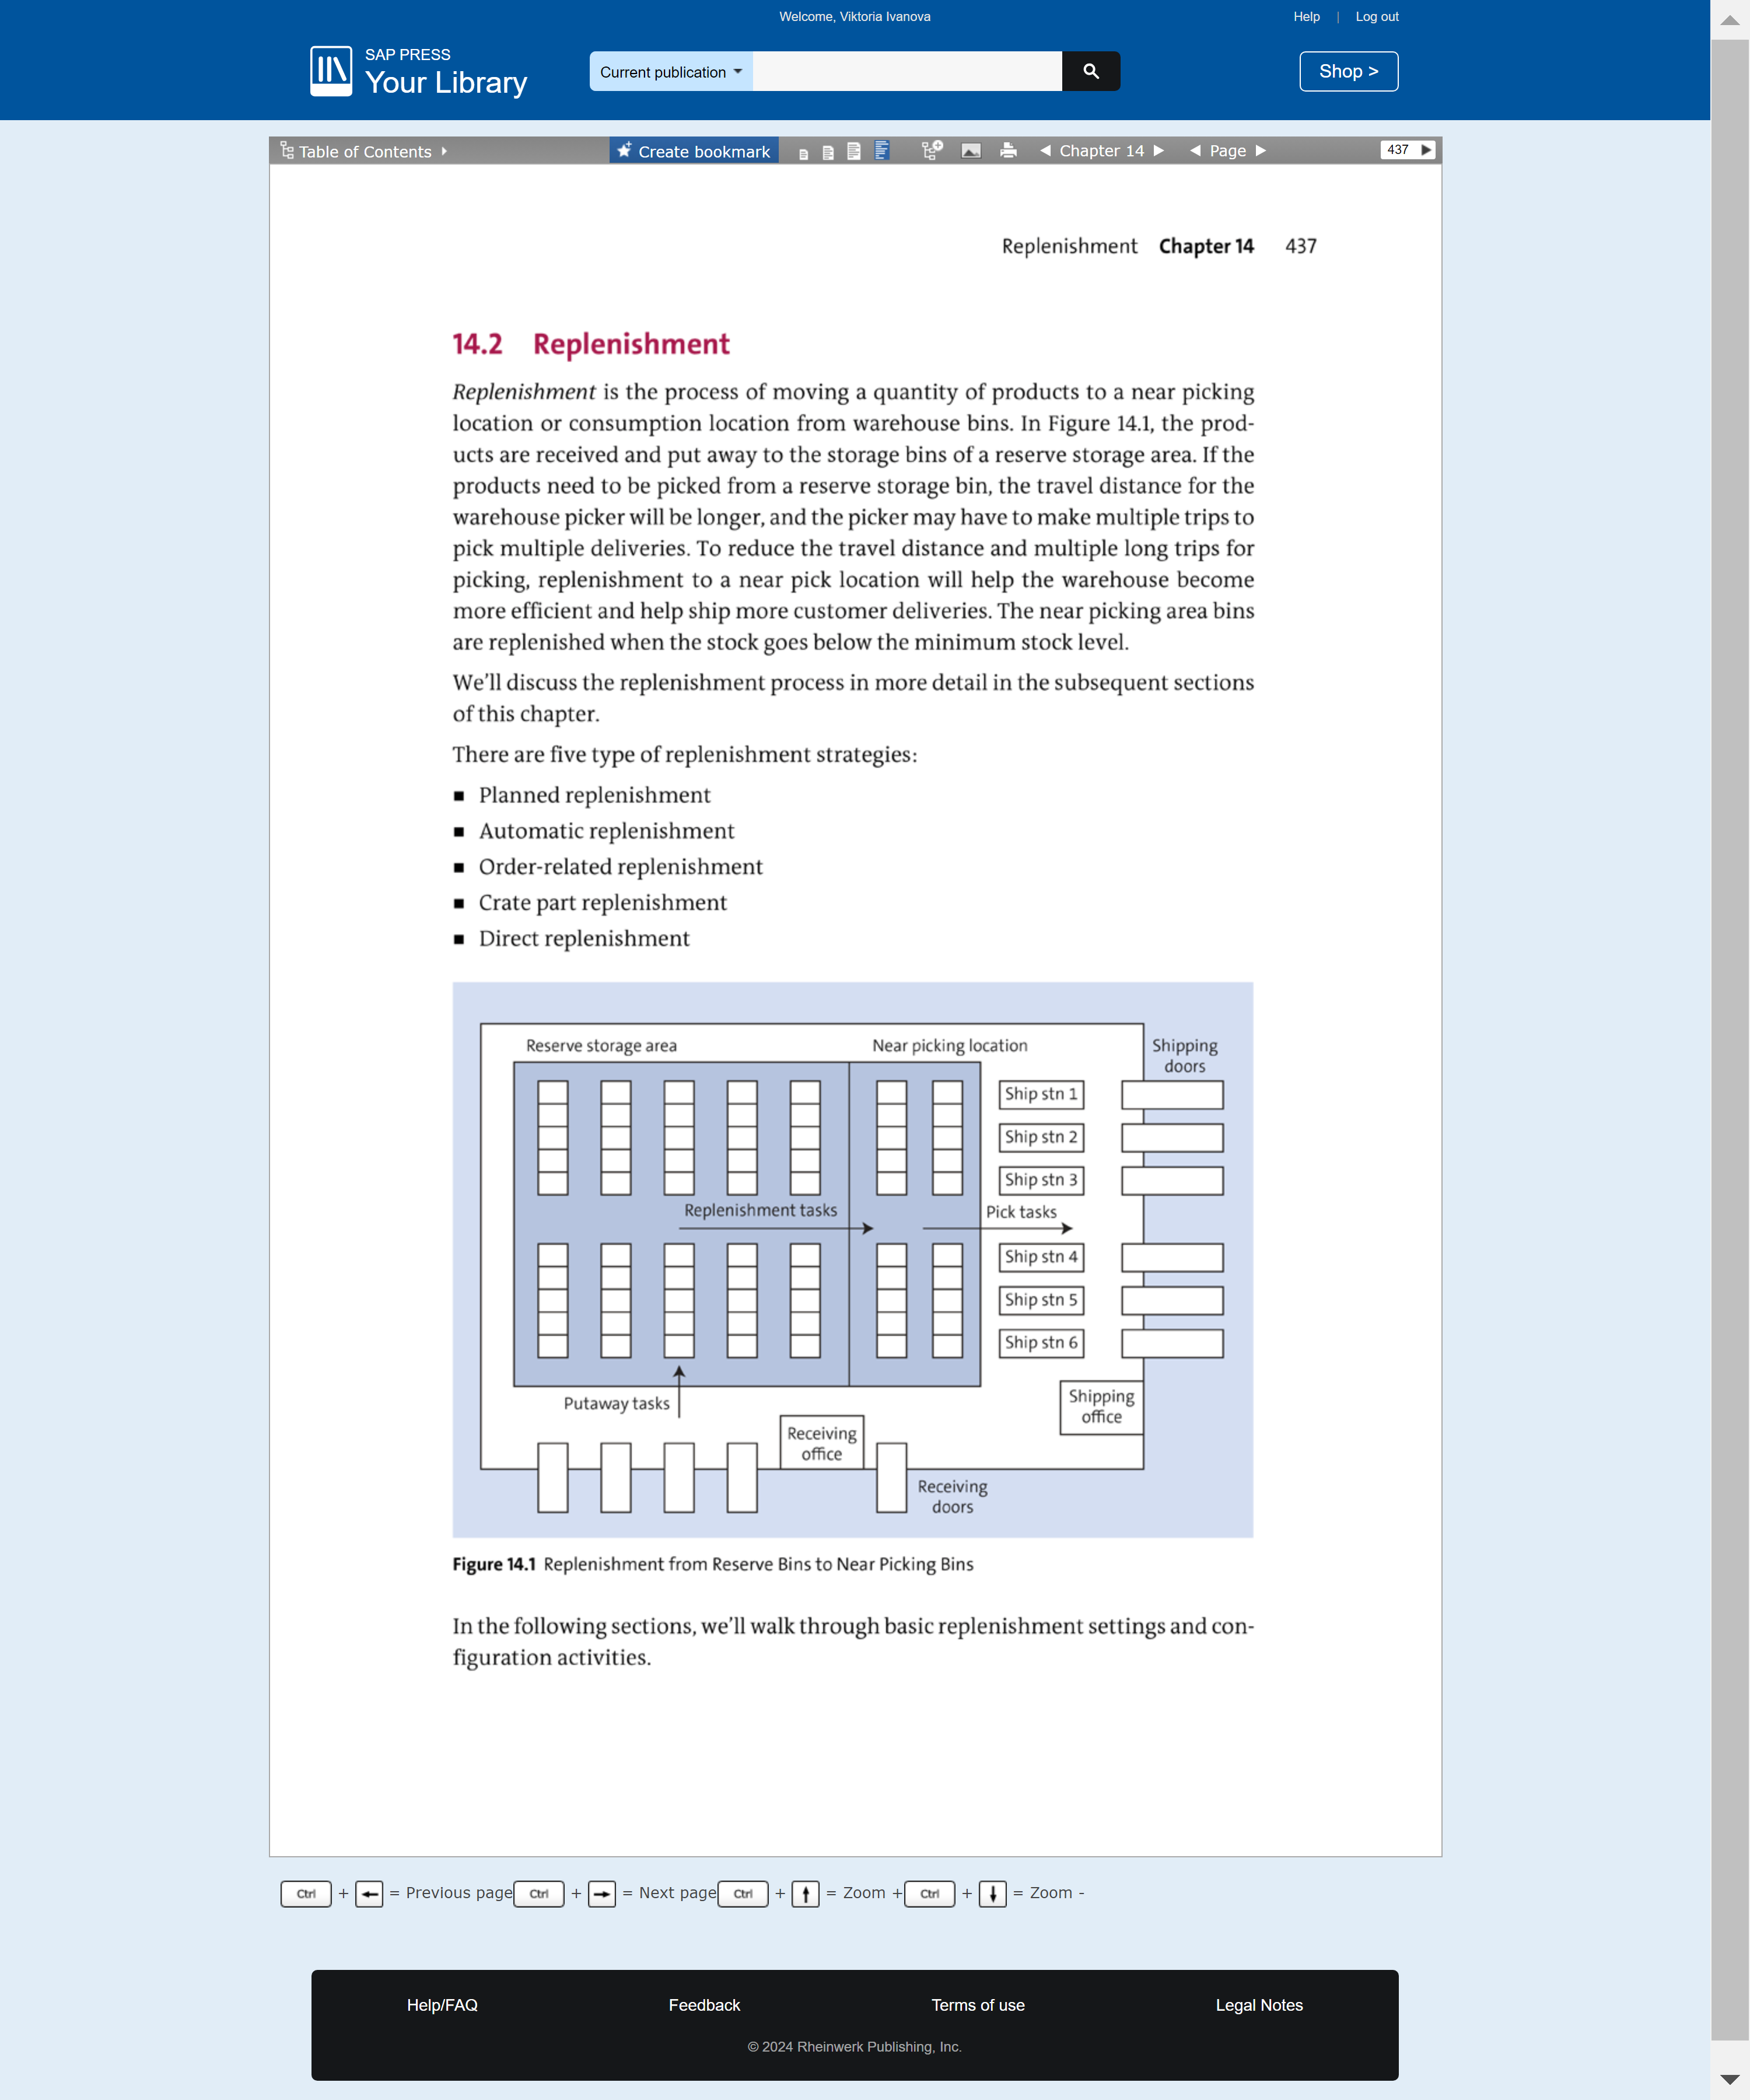 Welcome, Viktoria Ivanova
Help | Log out
SAP PRESS
Your Library
Current publication
Shop >
Table of Contents
Create bookmark
Chapter 14
Page
437
Replenishment Chapter 14 437
14.2 Replenishment
Replenishment is the process of moving a quantity of products to a near picking
location or consumption location from warehouse bins. In Figure 14.1, the prod-
ucts are received and put away to the storage bins of a reserve storage area. If the
products need to be picked from a reserve storage bin, the travel distance for the
warehouse picker will be longer, and the picker may have to make multiple trips to
pick multiple deliveries. To reduce the travel distance and multiple long trips for
picking, replenishment to a near pick location will help the warehouse become
more efficient and help ship more customer deliveries. The near picking area bins
are replenished when the stock goes below the minimum stock level.
We'll discuss the replenishment process in more detail in the subsequent sections
of this chapter.
There are five type of replenishment strategies:
■ Planned replenishment
■ Automatic replenishment
■ Order-related replenishment
■ Crate part replenishment
■ Direct replenishment
Reserve storage area
Near picking location
Shipping
doors
Ship stn 1
Ship stn 2
Ship stn 3
Replenishment tasks
Pick tasks
Ship stn 4
Ship stn 5
Ship stn 6
Putaway tasks
Shipping
office
Receiving
office
Receiving
doors
Figure 14.1 Replenishment from Reserve Bins to Near Picking Bins
In the following sections, we'll walk through basic replenishment settings and con-
figuration activities.
Ctrl + ← = Previous page Ctrl + → = Next page Ctrl + ↑ = Zoom + Ctrl + ↓ = Zoom -
Help/FAQ
Feedback
Terms of use
Legal Notes
© 2024 Rheinwerk Publishing, Inc.